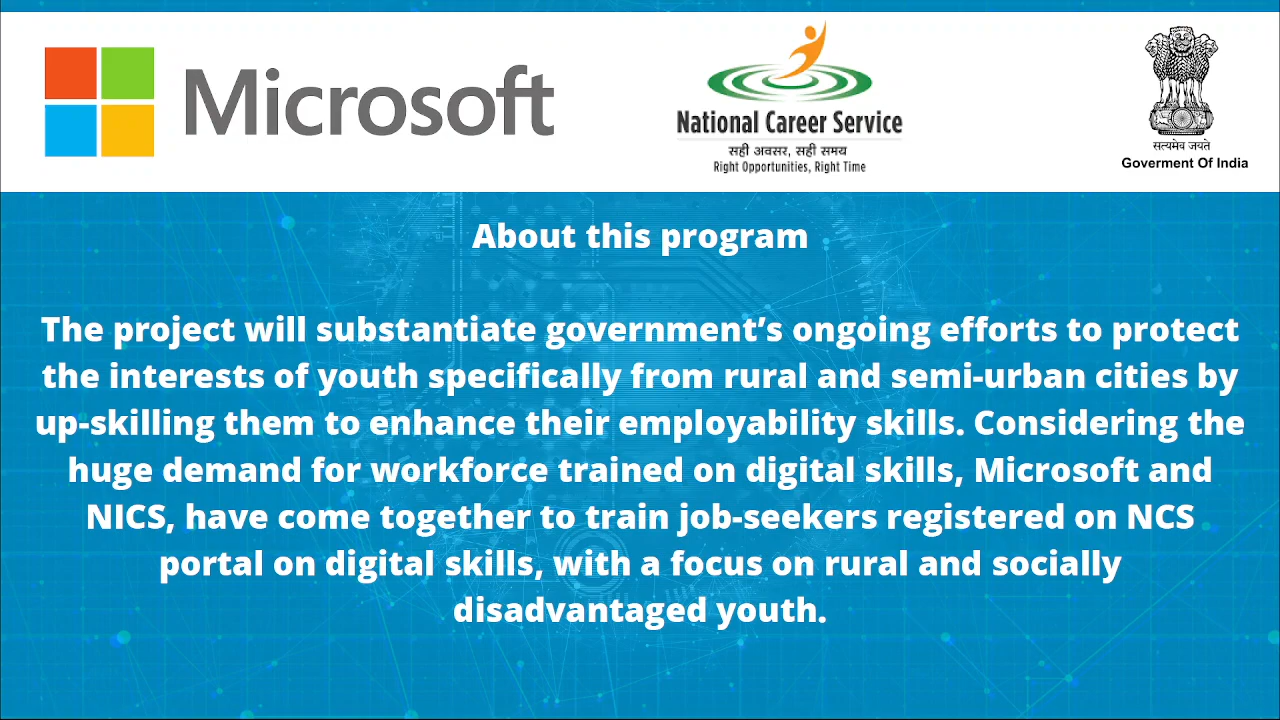 Microsoft
National Career Service
सही अवसर, सही समय
Right Opportunities, Right Time
सत्यमेव जयते
Goverment Of India
About this program
The project will substantiate government’s ongoing efforts to protect
the interests of youth specifically from rural and semi-urban cities by
up-skilling them to enhance their employability skills. Considering the
huge demand for workforce trained on digital skills, Microsoft and
NICS, have come together to train job-seekers registered on NCS
portal on digital skills, with a focus on rural and socially
disadvantaged youth.